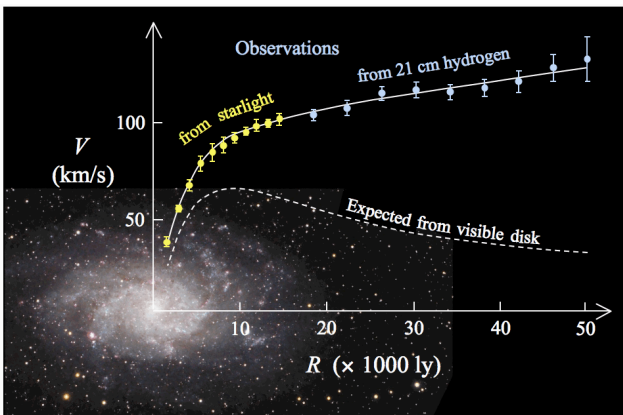 Observations
from starlight
from 21 cm hydrogen
100
V
(km/s)
50
Expected from visible disk
10
20
30
40
50
R (× 1000 ly)